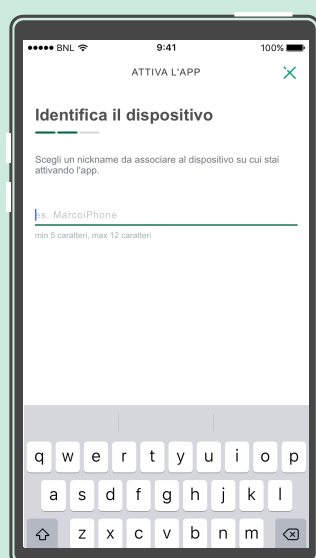 BNL 9:41 100%
ATTIVA L'APP
Identifica il dispositivo
Scegli un nickname da associare al dispositivo su cui stai
attivando l'app.
es. MarcoiPhone
min 5 caratteri, max 12 caratteri
q w e r t y u i o p
a s d f g h j k l
z x c v b n m